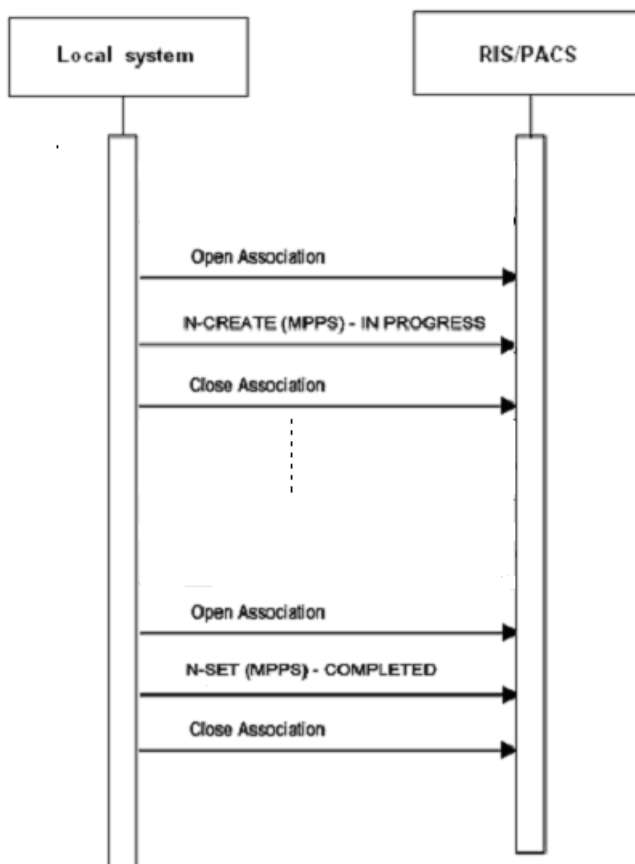 Local system
RIS/PACS
Open Association
N-CREATE (MPPS) - IN PROGRESS
Close Association
Open Association
N-SET (MPPS) - COMPLETED
Close Association